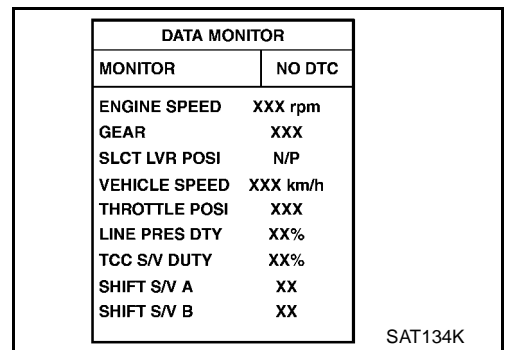 DATA MONITOR
MONITOR NO DTC
ENGINE SPEED XXX rpm
GEAR XXX
SLCT LVR POSI N/P
VEHICLE SPEED XXX km/h
THROTTLE POSI XXX
LINE PRES DTY XX%
TCC S/V DUTY XX%
SHIFT S/V A XX
SHIFT S/V B XX
SAT134K